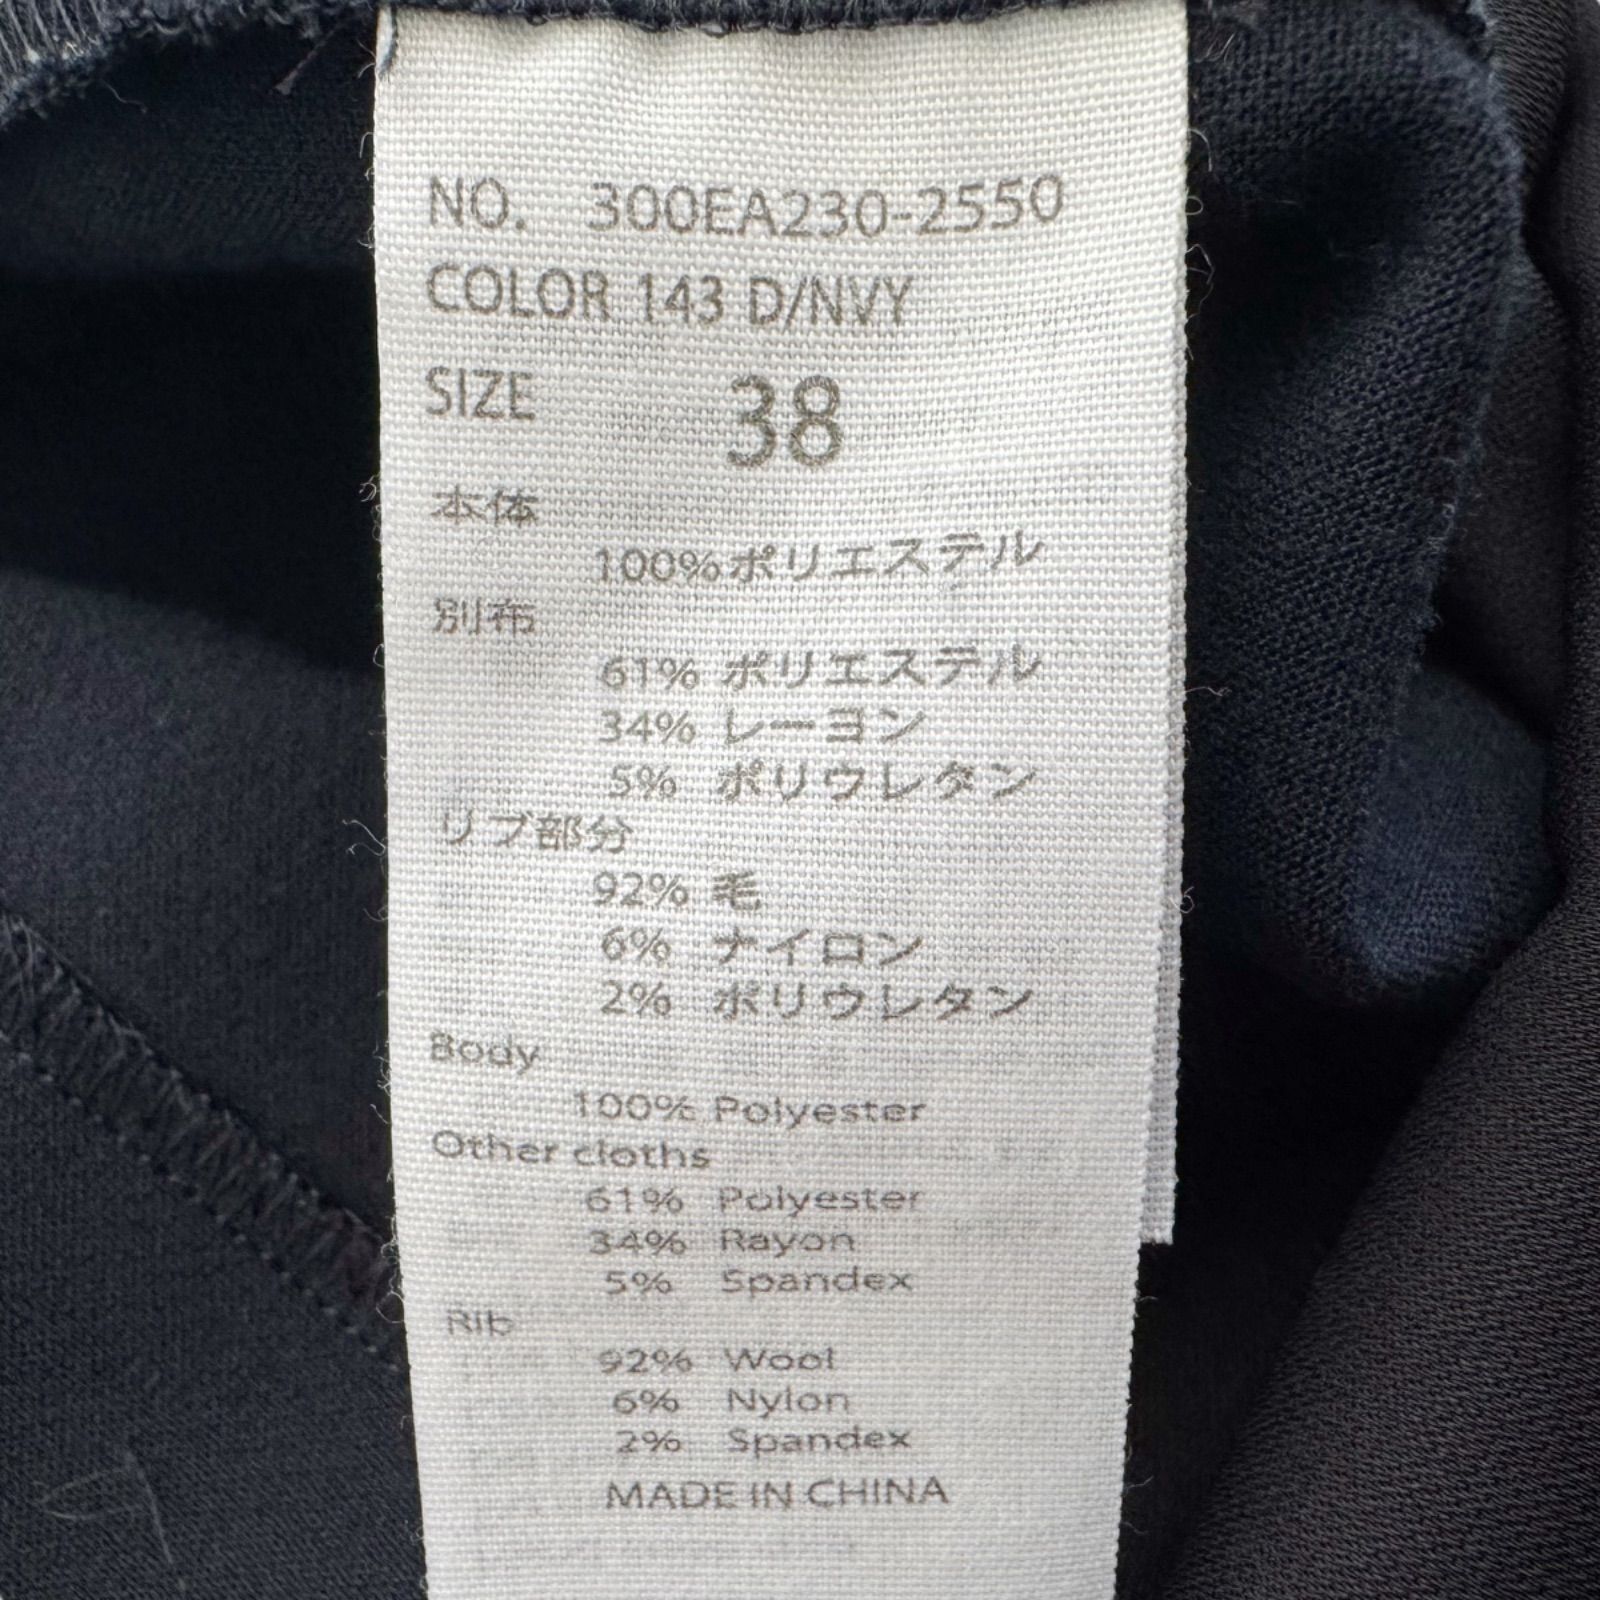 NO. 300EA230-2550
COLOR 143 D/NVY
SIZE 38
本体
100%ポリエステル
別布
61% ポリエステル
34% レーヨン
5% ポリウレタン
リブ部分
92% 毛
6% ナイロン
2% ポリウレタン
Body
100% Polyester
Other cloths
61% Polyester
34% Rayon
5% Spandex
Rib
92% Wool
6% Nylon
2% Spandex
MADE IN CHINA